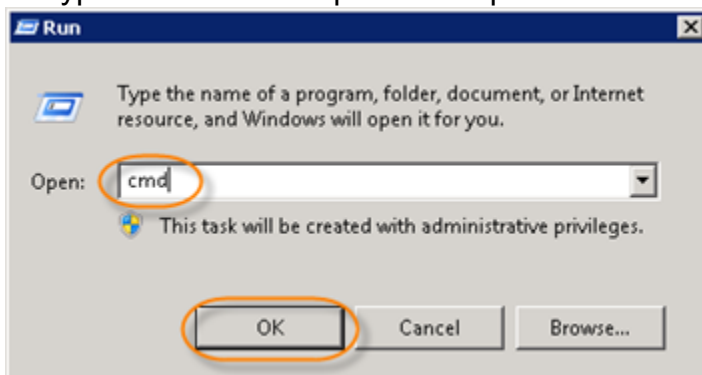 Run
Type the name of a program, folder, document, or Internet
resource, and Windows will open it for you.
Open: cmd
This task will be created with administrative privileges.
OK Cancel Browse...